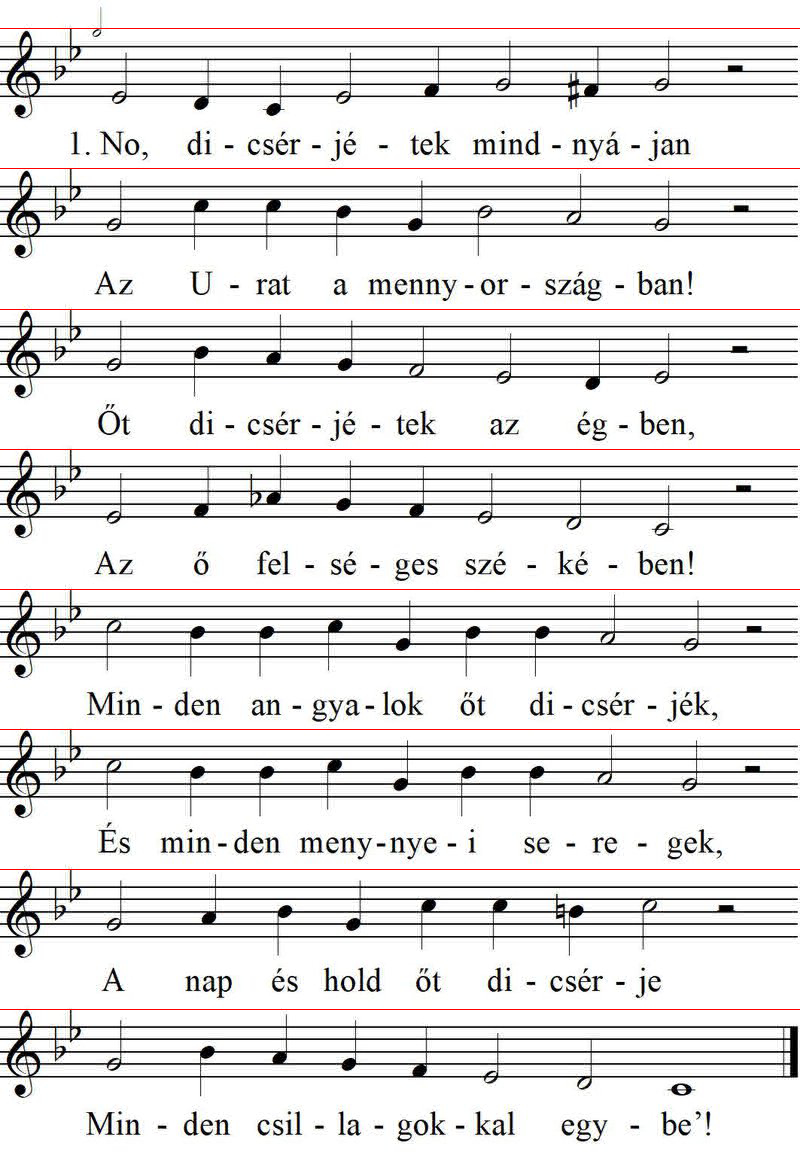 1. No, di - csér - jé - tek mind - nyá - jan
Az U - rat a menny - or - szág - ban!
Őt di - csér - jé - tek az ég - ben,
Az ő fel - sé - ges szé - ké - ben!
Min - den an - gya - lok őt di - csér - jék,
És min - den meny - nye - i se - re - gek,
A nap és hold őt di - csér - je
Min - den csil - la - gok - kal egy - be’!